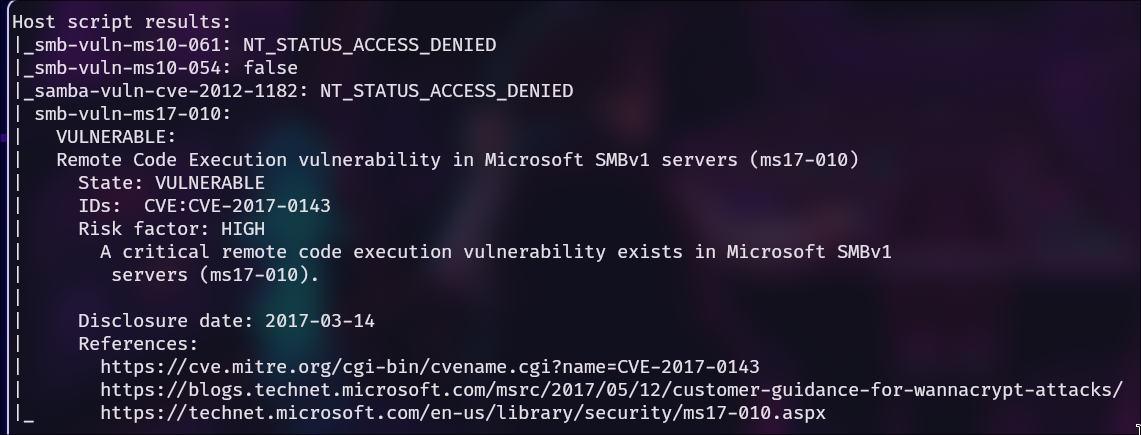 Host script results:
|_smb-vuln-ms10-061: NT_STATUS_ACCESS_DENIED
|_smb-vuln-ms10-054: false
|_samba-vuln-cve-2012-1182: NT_STATUS_ACCESS_DENIED
| smb-vuln-ms17-010:
|   VULNERABLE:
|   Remote Code Execution vulnerability in Microsoft SMBv1 servers (ms17-010)
|     State: VULNERABLE
|     IDs:  CVE:CVE-2017-0143
|     Risk factor: HIGH
|       A critical remote code execution vulnerability exists in Microsoft SMBv1
|        servers (ms17-010).
|
|     Disclosure date: 2017-03-14
|     References:
|       https://cve.mitre.org/cgi-bin/cvename.cgi?name=CVE-2017-0143
|       https://blogs.technet.microsoft.com/msrc/2017/05/12/customer-guidance-for-wannacrypt-attacks/
|_      https://technet.microsoft.com/en-us/library/security/ms17-010.aspx